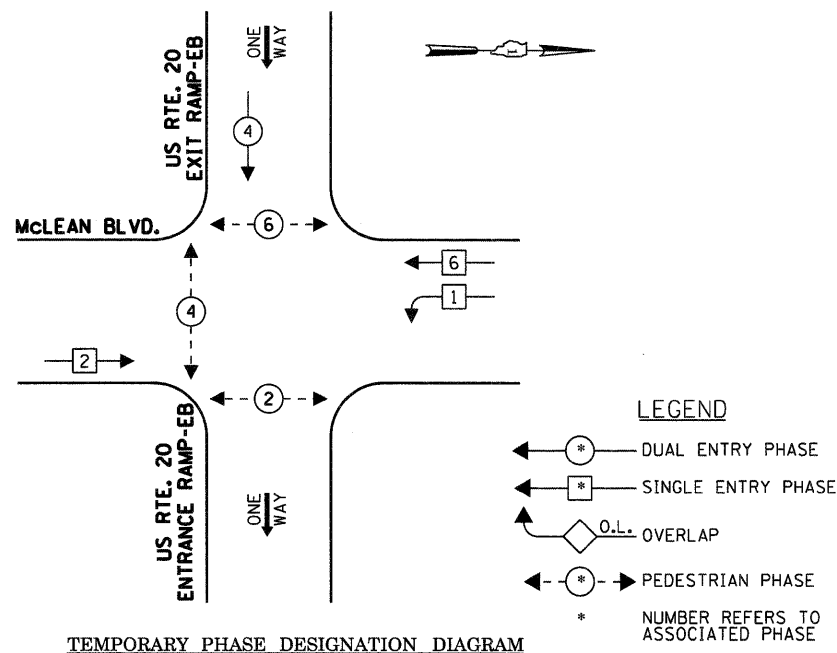 ONE
WAY
US RTE. 20
EXIT RAMP-EB
4
McLEAN BLVD.
6
6
1
4
2
2
US RTE. 20
ENTRANCE RAMP-EB
ONE
WAY
LEGEND
* DUAL ENTRY PHASE
* SINGLE ENTRY PHASE
O.L. OVERLAP
* PEDESTRIAN PHASE
* NUMBER REFERS TO
ASSOCIATED PHASE
TEMPORARY PHASE DESIGNATION DIAGRAM